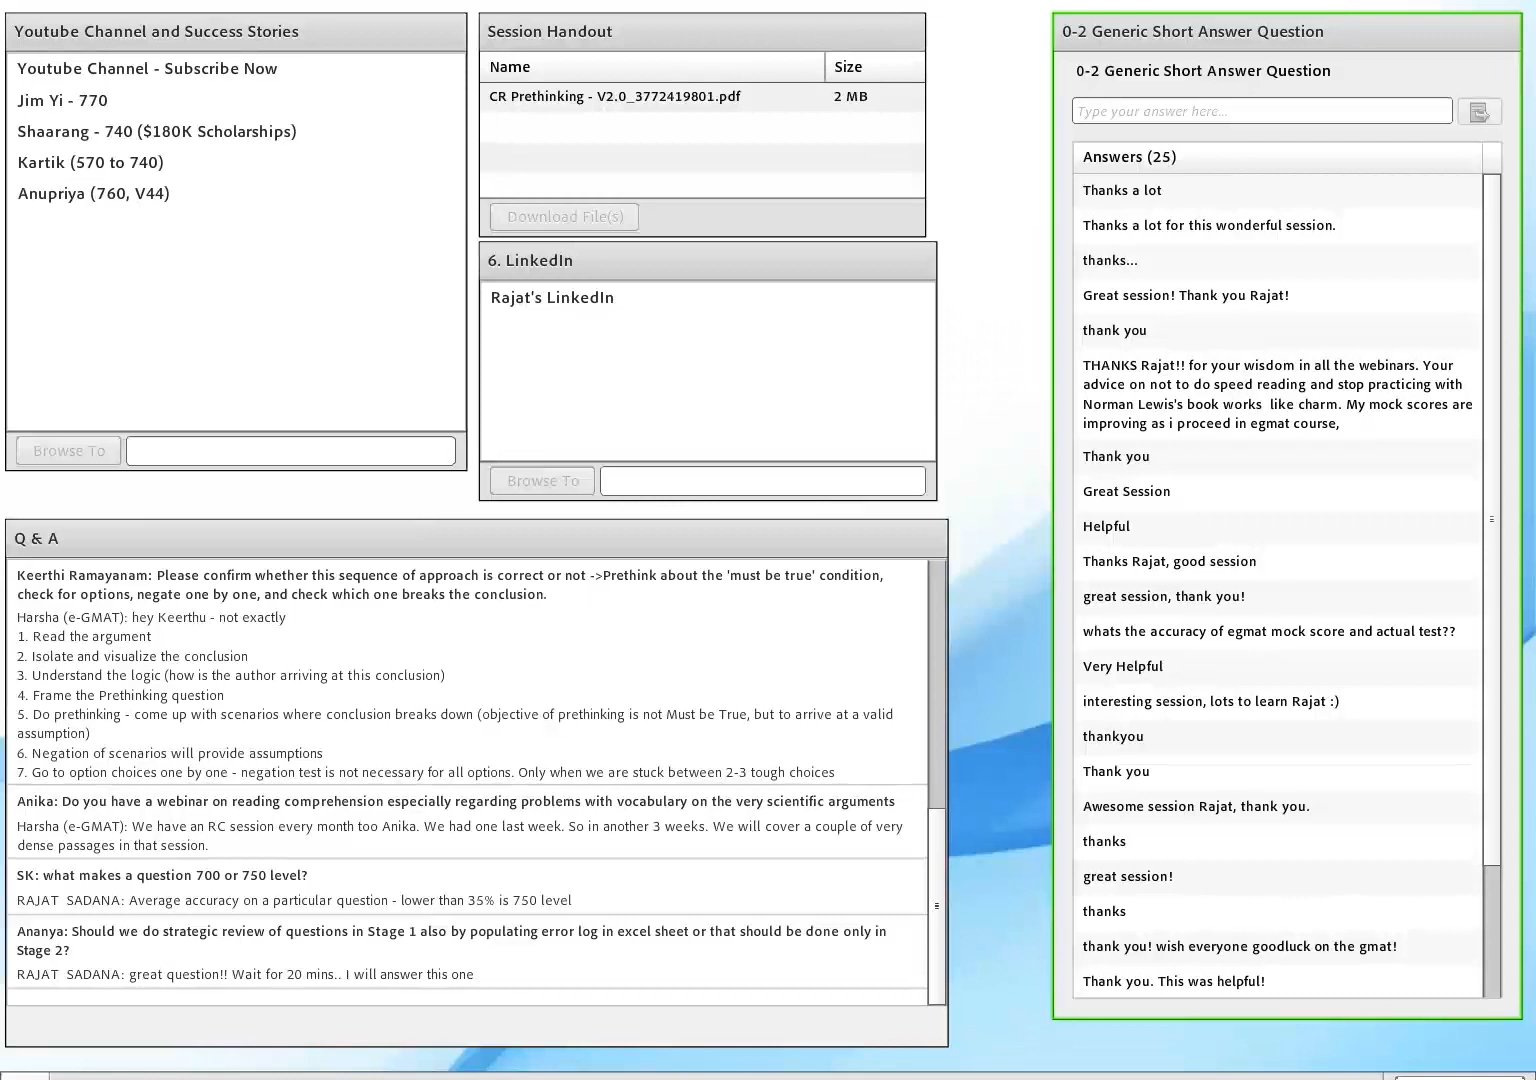 Youtube Channel and Success Stories
Youtube Channel - Subscribe Now
Jim Yi - 770
Shaarang - 740 ($180K Scholarships)
Kartik (570 to 740)
Anupriya (760, V44)
Browse To
Session Handout
Name Size
CR Prethinking - V2.0_3772419801.pdf 2 MB
Download File(s)
6. LinkedIn
Rajat's LinkedIn
Browse To
Q & A
Keerthi Ramayanam: Please confirm whether this sequence of approach is correct or not ->Prethink about the 'must be true' condition,
check for options, negate one by one, and check which one breaks the conclusion.
Harsha (e-GMAT): hey Keerthu - not exactly
1. Read the argument
2. Isolate and visualize the conclusion
3. Understand the logic (how is the author arriving at this conclusion)
4. Frame the Prethinking question
5. Do prethinking - come up with scenarios where conclusion breaks down (objective of prethinking is not Must be True, but to arrive at a valid
assumption)
6. Negation of scenarios will provide assumptions
7. Go to option choices one by one - negation test is not necessary for all options. Only when we are stuck between 2-3 tough choices
Anika: Do you have a webinar on reading comprehension especially regarding problems with vocabulary on the very scientific arguments
Harsha (e-GMAT): We have an RC session every month too Anika. We had one last week. So in another 3 weeks. We will cover a couple of very
dense passages in that session.
SK: what makes a question 700 or 750 level?
RAJAT SADANA: Average accuracy on a particular question - lower than 35% is 750 level
Ananya: Should we do strategic review of questions in Stage 1 also by populating error log in excel sheet or that should be done only in
Stage 2?
RAJAT SADANA: great question!! Wait for 20 mins.. I will answer this one
0-2 Generic Short Answer Question
0-2 Generic Short Answer Question
Type your answer here...
Answers (25)
Thanks a lot
Thanks a lot for this wonderful session.
thanks...
Great session! Thank you Rajat!
thank you
THANKS Rajat!! for your wisdom in all the webinars. Your
advice on not to do speed reading and stop practicing with
Norman Lewis's book works like charm. My mock scores are
improving as i proceed in egmat course,
Thank you
Great Session
Helpful
Thanks Rajat, good session
great session, thank you!
whats the accuracy of egmat mock score and actual test??
Very Helpful
interesting session, lots to learn Rajat :)
thankyou
Thank you
Awesome session Rajat, thank you.
thanks
great session!
thanks
thank you! wish everyone goodluck on the gmat!
Thank you. This was helpful!